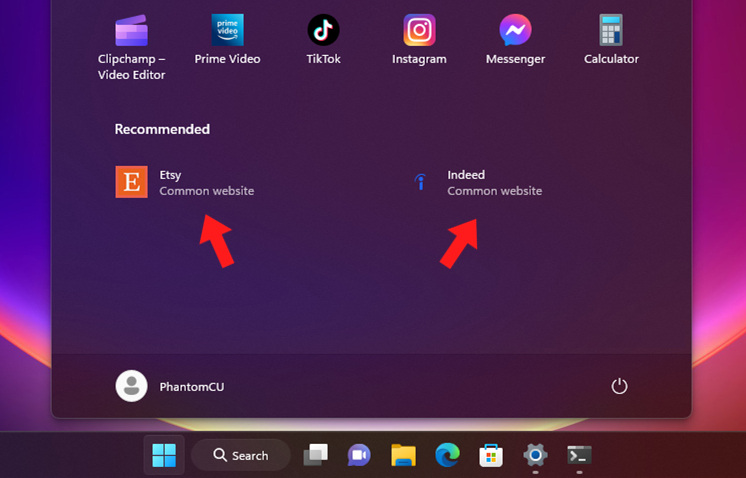 prime video
Clipchamp –
Video Editor
Prime Video
TikTok
Instagram
Messenger
Calculator
Recommended
E
Etsy
Common website
Indeed
Common website
PhantomCU
Search